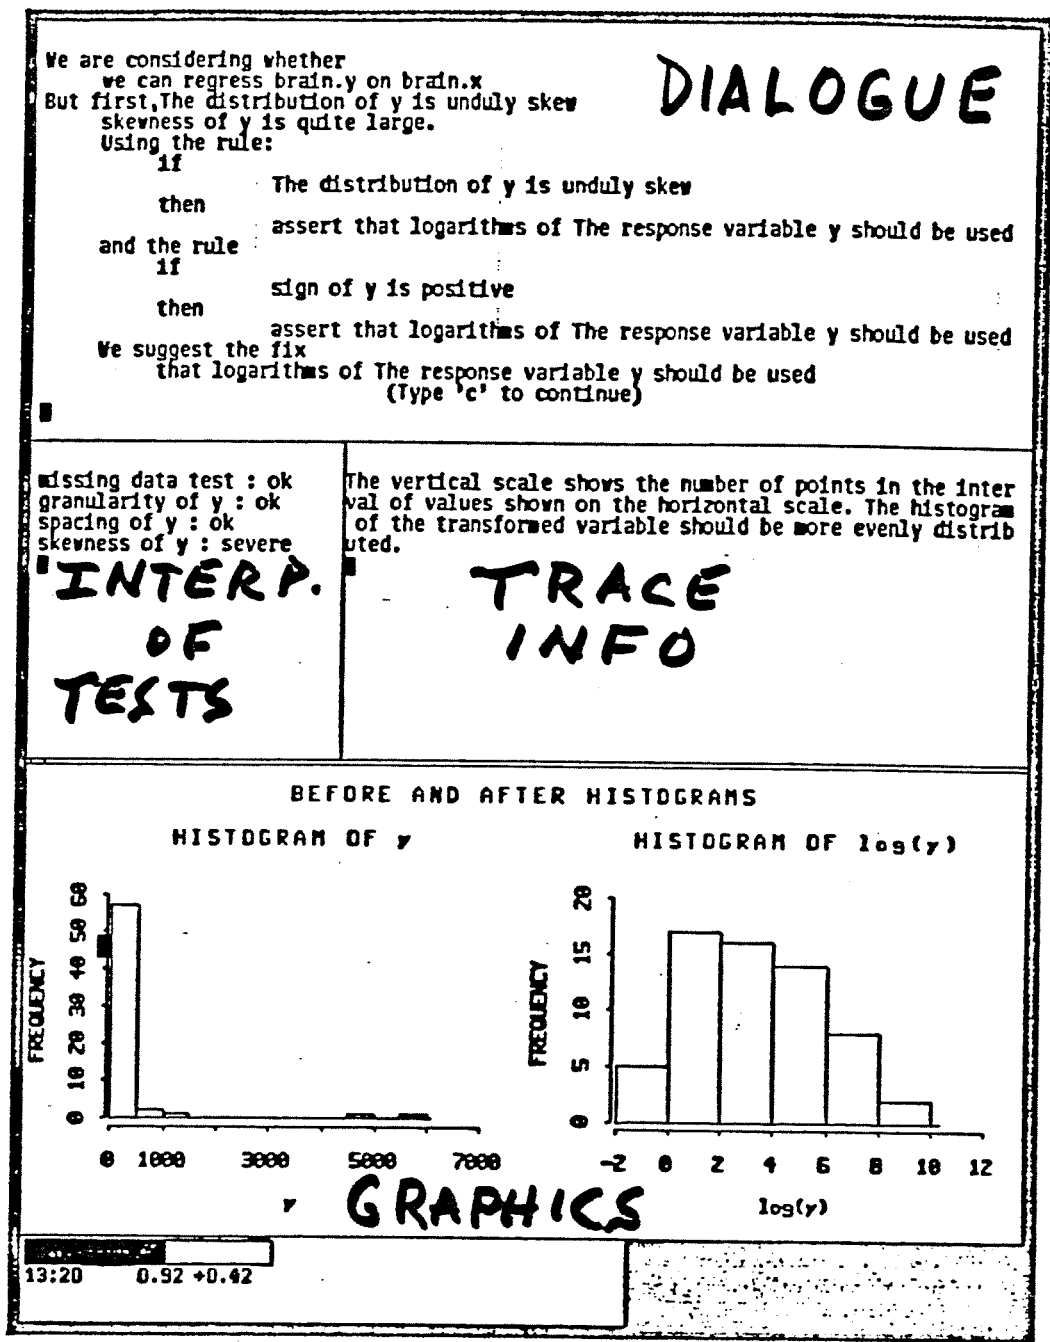 We are considering whether
we can regress brain.y on brain.x
But first,The distribution of y is unduly skew
skewness of y is quite large.
Using the rule:
if
The distribution of y is unduly skew
then
assert that logarithms of The response variable y should be used
and the rule
if
sign of y is positive
then
assert that logarithms of The response variable y should be used
We suggest the fix
that logarithms of The response variable y should be used
(Type 'c' to continue)
DIALOGUE
missing data test : ok
granularity of y : ok
spacing of y : ok
skewness of y : severe
INTERP.
OF
TESTS
The vertical scale shows the number of points in the inter
val of values shown on the horizontal scale. The histogram
of the transformed variable should be more evenly distrib
uted.
TRACE
INFO
BEFORE AND AFTER HISTOGRAMS
HISTOGRAM OF y
FREQUENCY
0 10 20 30 40 50 60
0 1000 3000 5000 7000
y
HISTOGRAM OF log(y)
FREQUENCY
0 5 10 15 20
-2 0 2 4 6 8 10 12
log(y)
GRAPHICS
13:20 0.92 +0.42